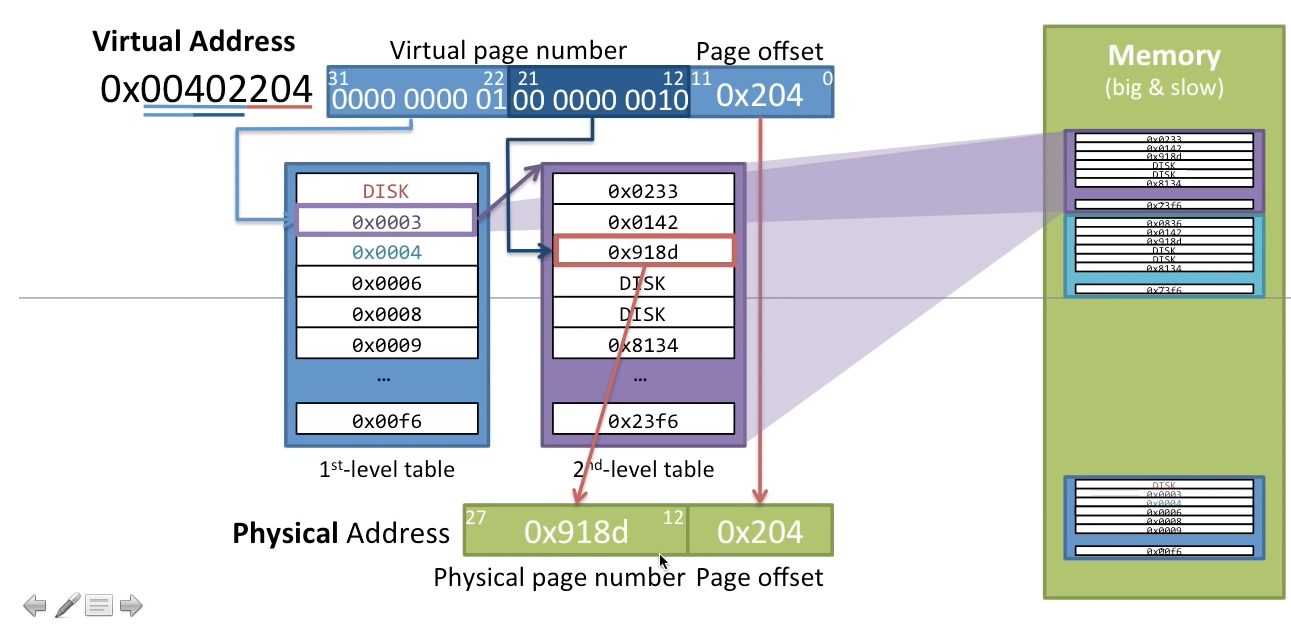 Virtual Address
0x00402204
Virtual page number
Page offset
31 22 21 12 11 0
0000 0000 01 00 0000 0010 0x204
DISK
0x0003
0x0004
0x0006
0x0008
0x0009
...
0x00f6
1st-level table
0x0233
0x0142
0x918d
DISK
DISK
0x8134
...
0x23f6
2nd-level table
Physical Address
27 12
0x918d 0x204
Physical page number Page offset
Memory
(big & slow)
0x0233
0x0142
0x918d
DISK
DISK
0x8134
0x23f6
0x0836
0x0142
0x918d
DISK
DISK
0x8134
DISK
0x0003
0x0004
0x0006
0x0008
0x0009
0x00f6